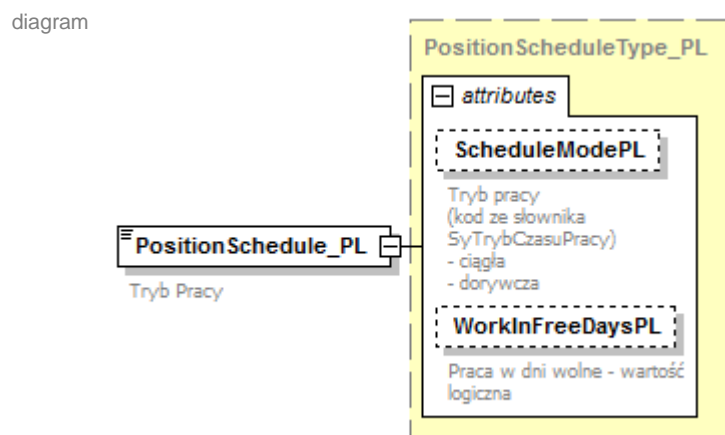 diagram
PositionScheduleType_PL
attributes
ScheduleModePL
Tryb pracy
(kod ze słownika
SyTrybCzasuPracy)
- ciągła
- dorywcza
PositionSchedule_PL
Tryb Pracy
WorkInFreeDaysPL
Praca w dni wolne - wartość
logiczna